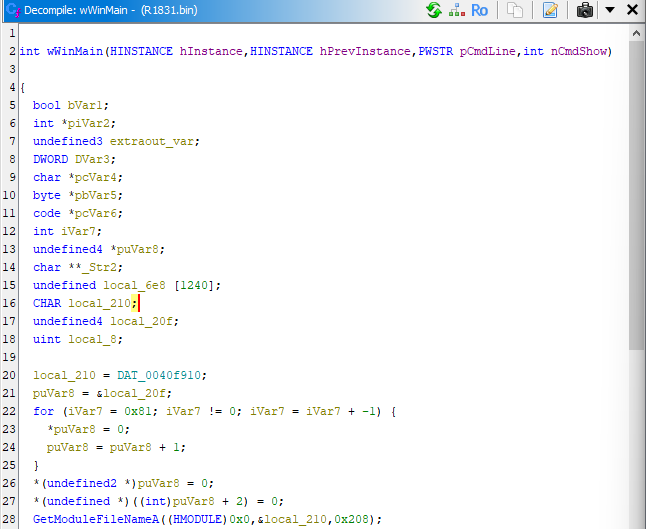 Decompile: wWinMain - (R1831.bin)
Ro
1
2 int wWinMain(HINSTANCE hInstance,HINSTANCE hPrevInstance,PWSTR pCmdLine,int nCmdShow)
3
4 {
5   bool bVar1;
6   int *piVar2;
7   undefined3 extraout_var;
8   DWORD DVar3;
9   char *pcVar4;
10   byte *pbVar5;
11   code *pcVar6;
12   int iVar7;
13   undefined4 *puVar8;
14   char **_Str2;
15   undefined local_6e8 [1240];
16   CHAR local_210;
17   undefined4 local_20f;
18   uint local_8;
19
20   local_210 = DAT_0040f910;
21   puVar8 = &local_20f;
22   for (iVar7 = 0x81; iVar7 != 0; iVar7 = iVar7 + -1) {
23     *puVar8 = 0;
24     puVar8 = puVar8 + 1;
25   }
26   *(undefined2 *)puVar8 = 0;
27   *(undefined *)((int)puVar8 + 2) = 0;
28   GetModuleFileNameA((HMODULE)0x0,&local_210,0x208);